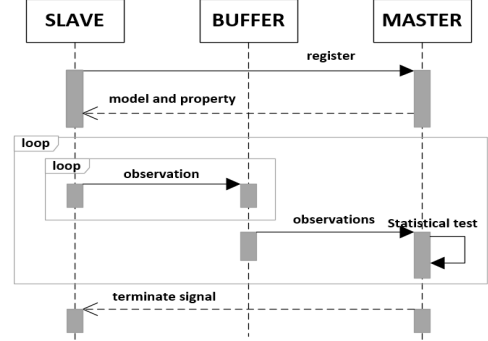 SLAVE
BUFFER
MASTER
register
model and property
loop
loop
observation
observations
Statistical test
terminate signal